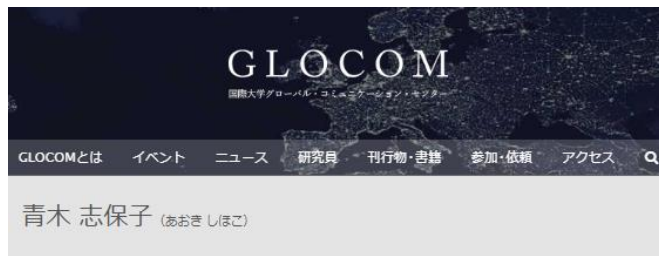 GLOCOM
国際大学グローバル・コミュニケーション・センター
GLOCOMとは イベント ニュース 研究員 刊行物・書籍 参加・依頼 アクセス
青木 志保子 (あおき しほこ)